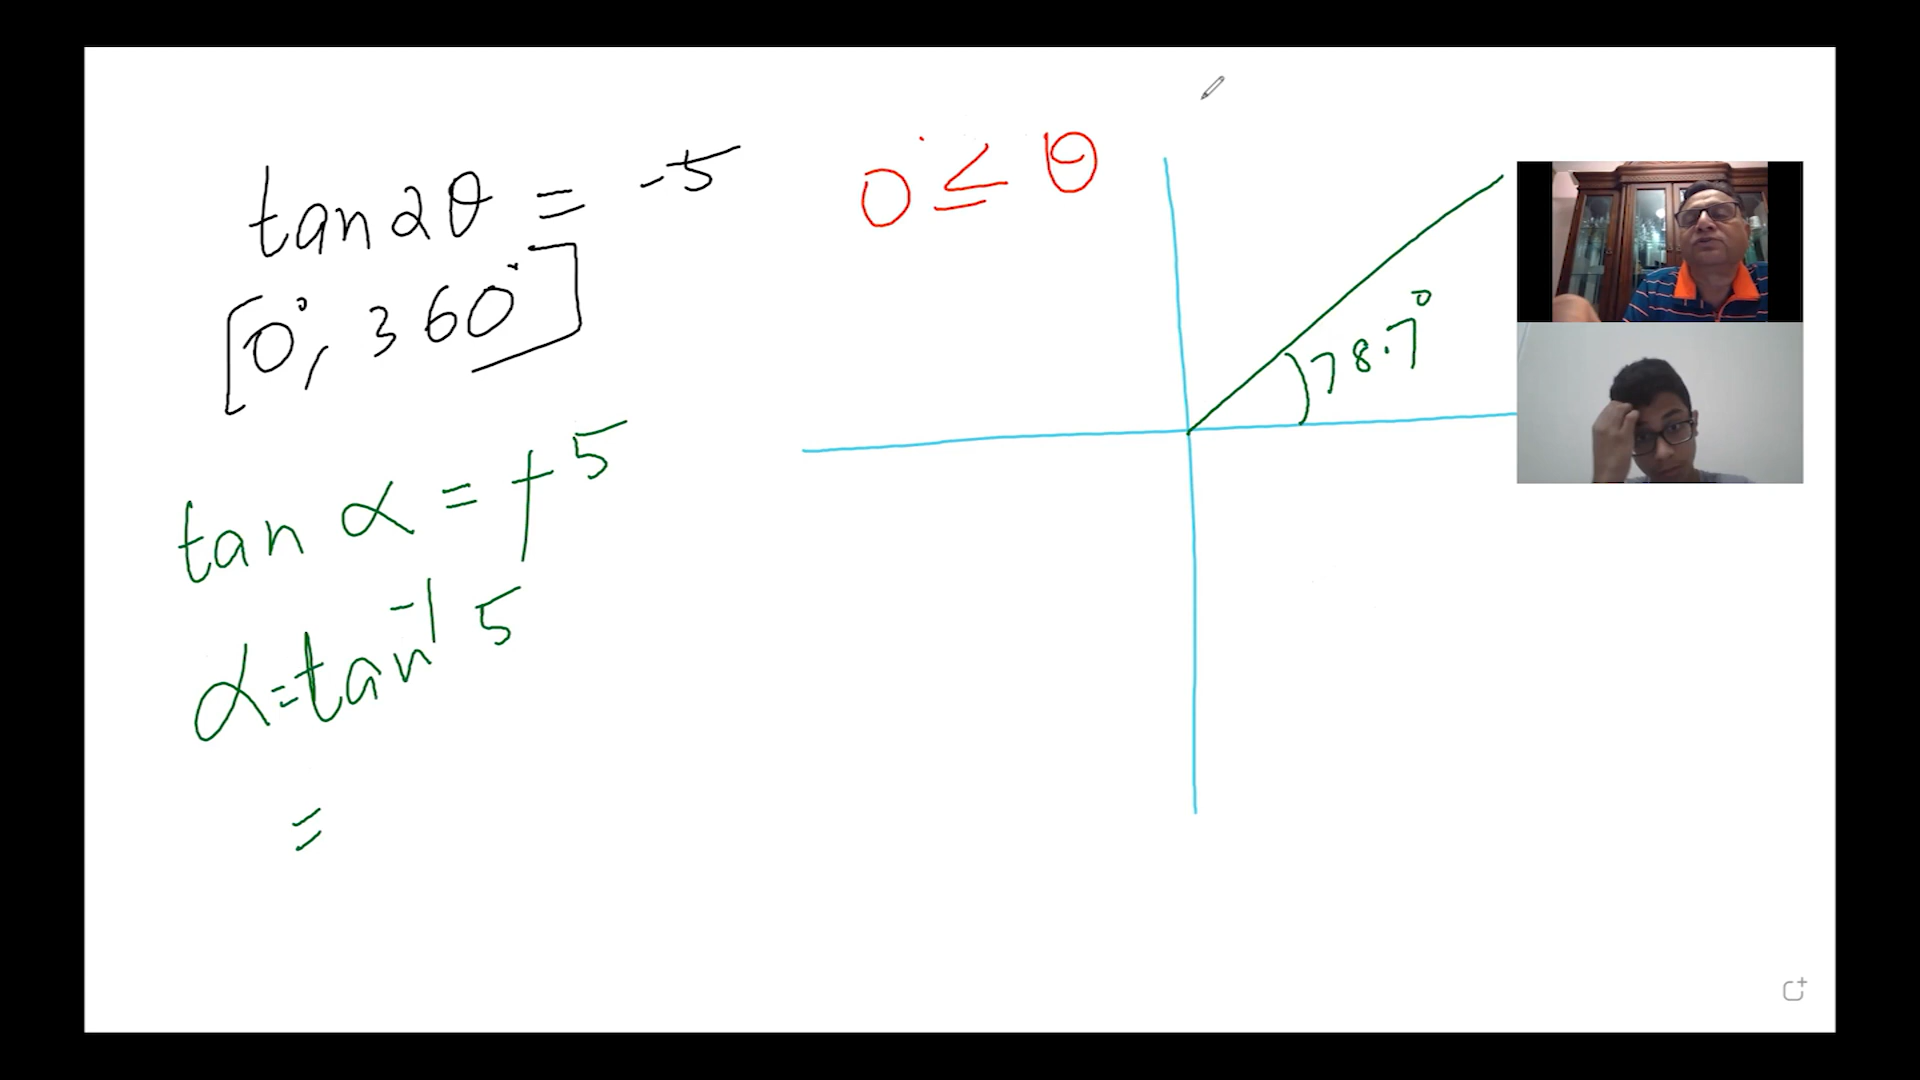 tan2θ = -5
[0°, 360°]
tan α = +5
α = tan⁻¹ 5
=
0° ≤ θ
78.7°